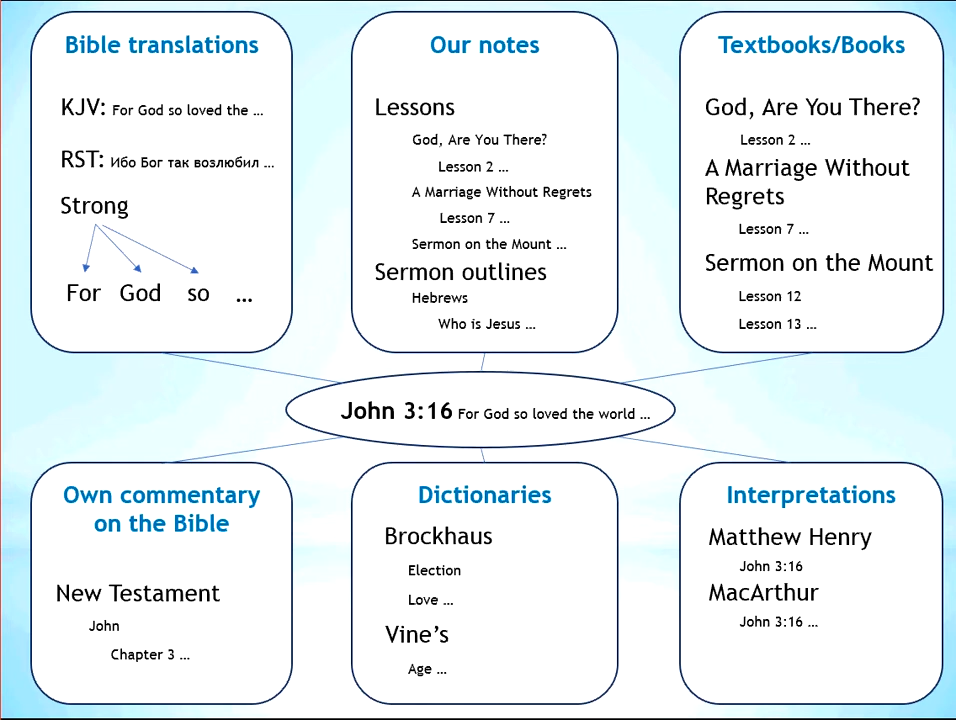 Bible translations
KJV: For God so loved the …
RST: Ибо Бог так возлюбил …
Strong
For God so …
Our notes
Lessons
God, Are You There?
Lesson 2 …
A Marriage Without Regrets
Lesson 7 …
Sermon on the Mount …
Sermon outlines
Hebrews
Who is Jesus …
Textbooks/Books
God, Are You There?
Lesson 2 …
A Marriage Without
Regrets
Lesson 7 …
Sermon on the Mount
Lesson 12
Lesson 13 …
John 3:16 For God so loved the world …
Own commentary
on the Bible
New Testament
John
Chapter 3 …
Dictionaries
Brockhaus
Election
Love …
Vine’s
Age …
Interpretations
Matthew Henry
John 3:16
MacArthur
John 3:16 …